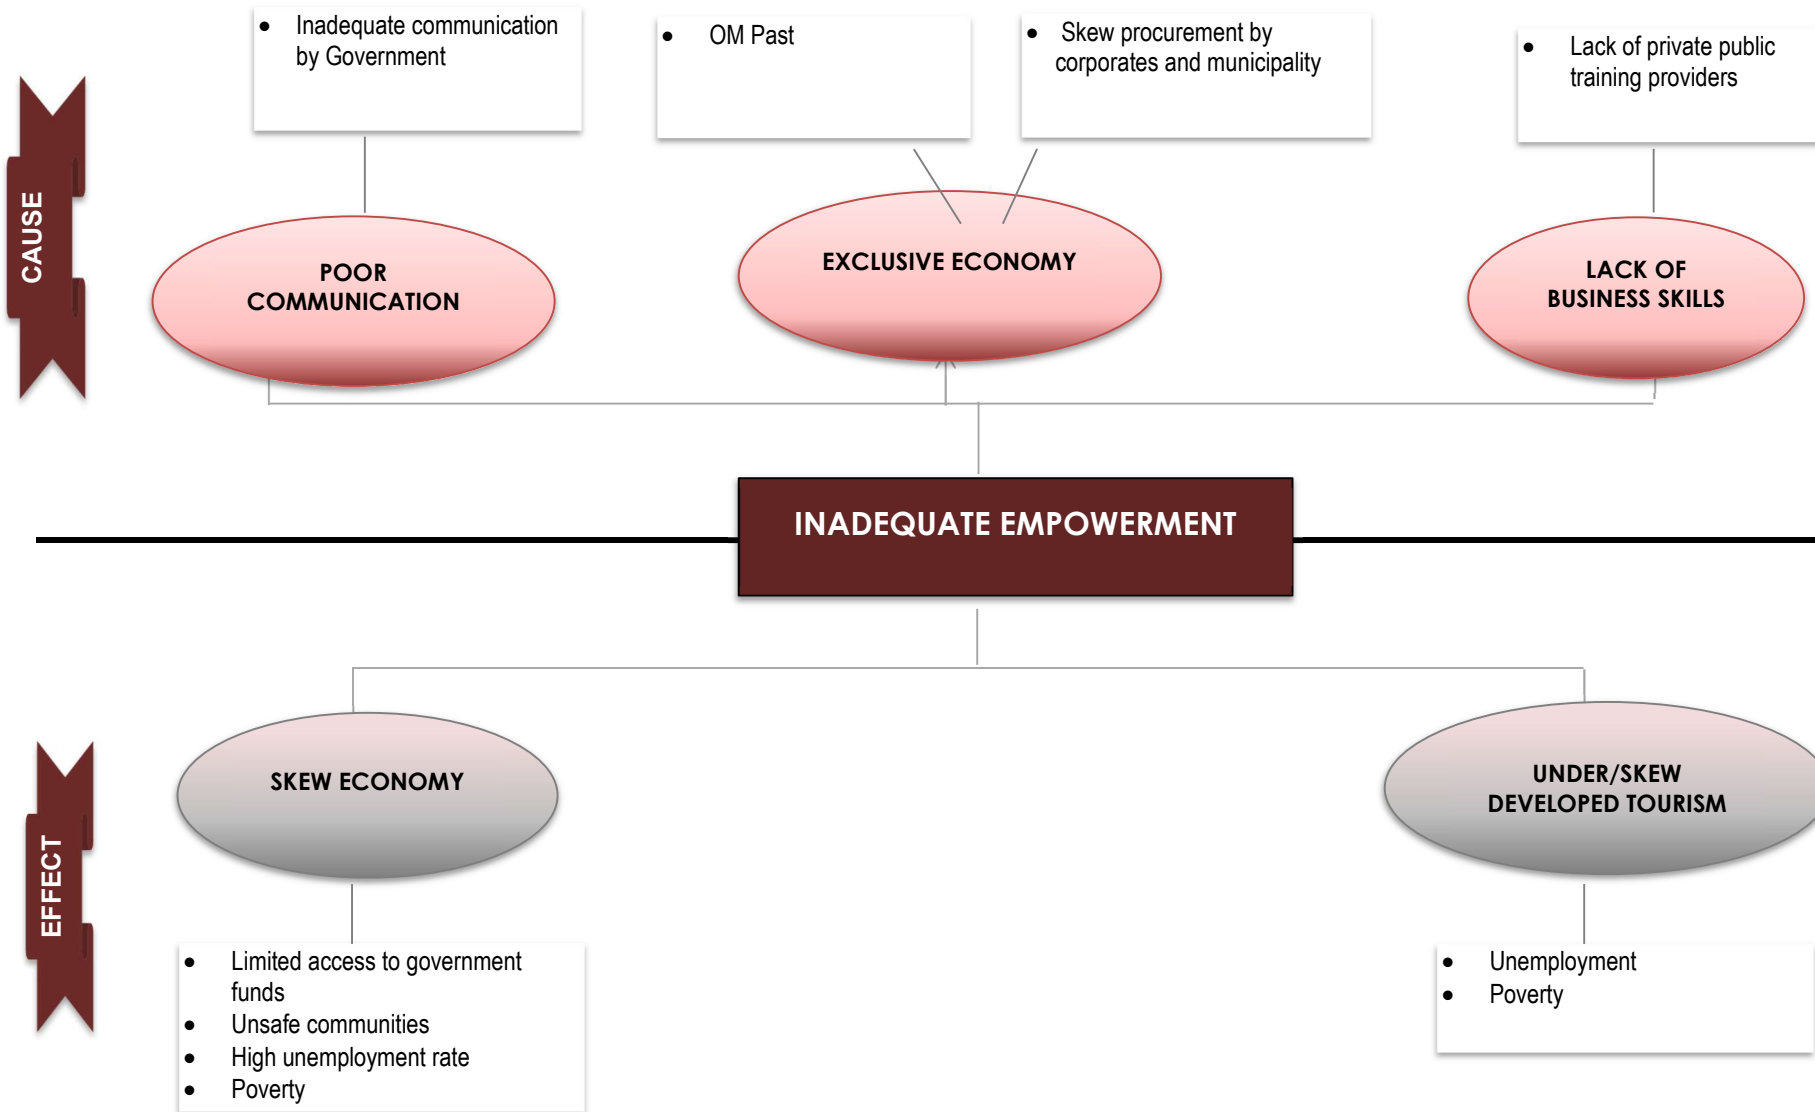 • Inadequate communication
by Government
• OM Past
• Skew procurement by
corporates and municipality
• Lack of private public
training providers
CAUSE
POOR
COMMUNICATION
EXCLUSIVE ECONOMY
LACK OF
BUSINESS SKILLS
INADEQUATE EMPOWERMENT
EFFECT
SKEW ECONOMY
UNDER/SKEW
DEVELOPED TOURISM
• Limited access to government
funds
• Unsafe communities
• High unemployment rate
• Poverty
• Unemployment
• Poverty